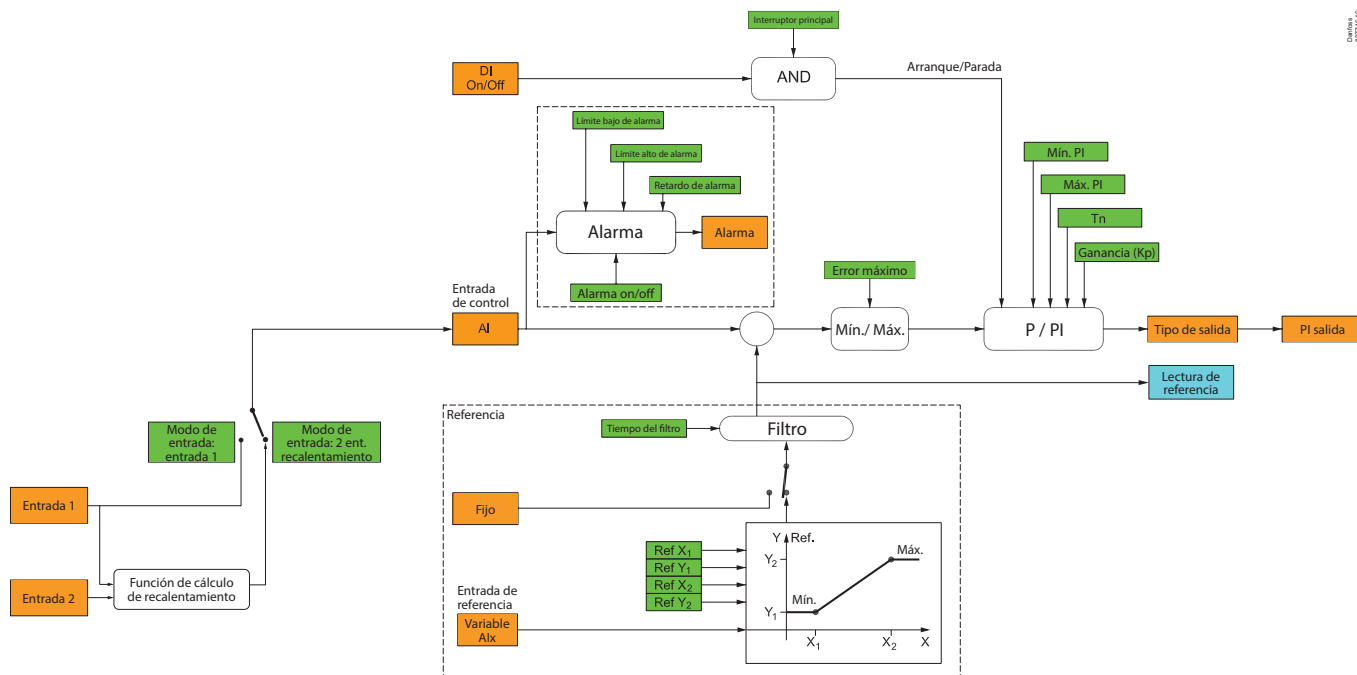 Interruptor principal
Danfoss
DI
On/Off
AND
Arranque/Parada
Límite bajo de alarma
Límite alto de alarma
Retardo de alarma
Alarma
Alarma
Alarma on/off
Mín. PI
Máx. PI
Tn
Ganancia (Kp)
Error máximo
Entrada
de control
AI
Mín./ Máx.
P / PI
Tipo de salida
PI salida
Lectura de
referencia
Referencia
Tiempo del filtro
Filtro
Modo de
entrada:
entrada 1
Modo de
entrada: 2 ent.
recalentamiento
Entrada 1
Fijo
Entrada 2
Función de cálculo
de recalentamiento
Ref X₁
Ref Y₁
Ref X₂
Ref Y₂
Y Ref.
Y₂
Máx.
Mín.
Y₁
X₁
X₂
X
Entrada de
referencia
Variable
AIx